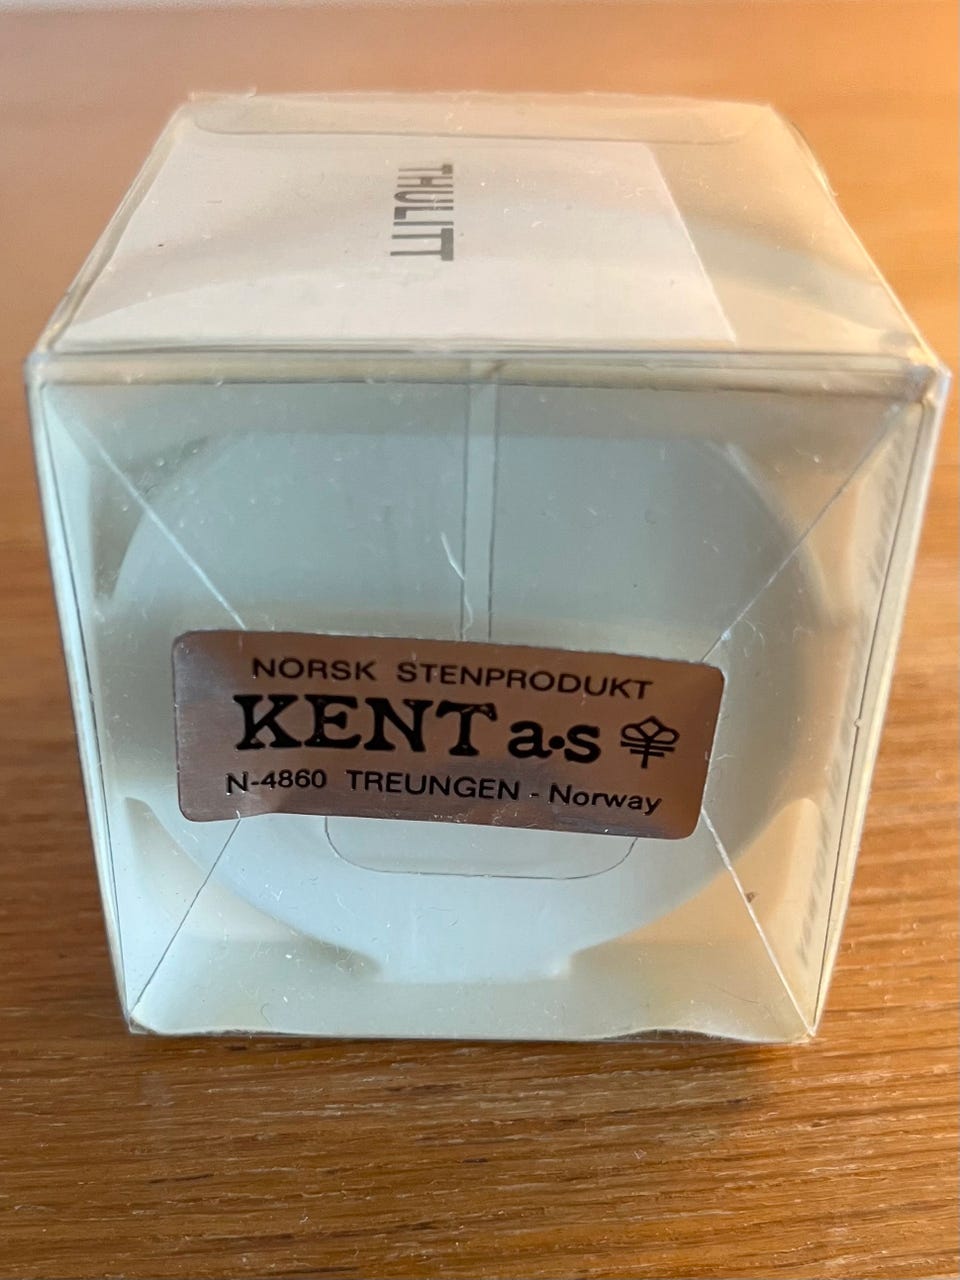 THULITT
NORSK STENPRODUKT
KENT a·s
N-4860 TREUNGEN - Norway